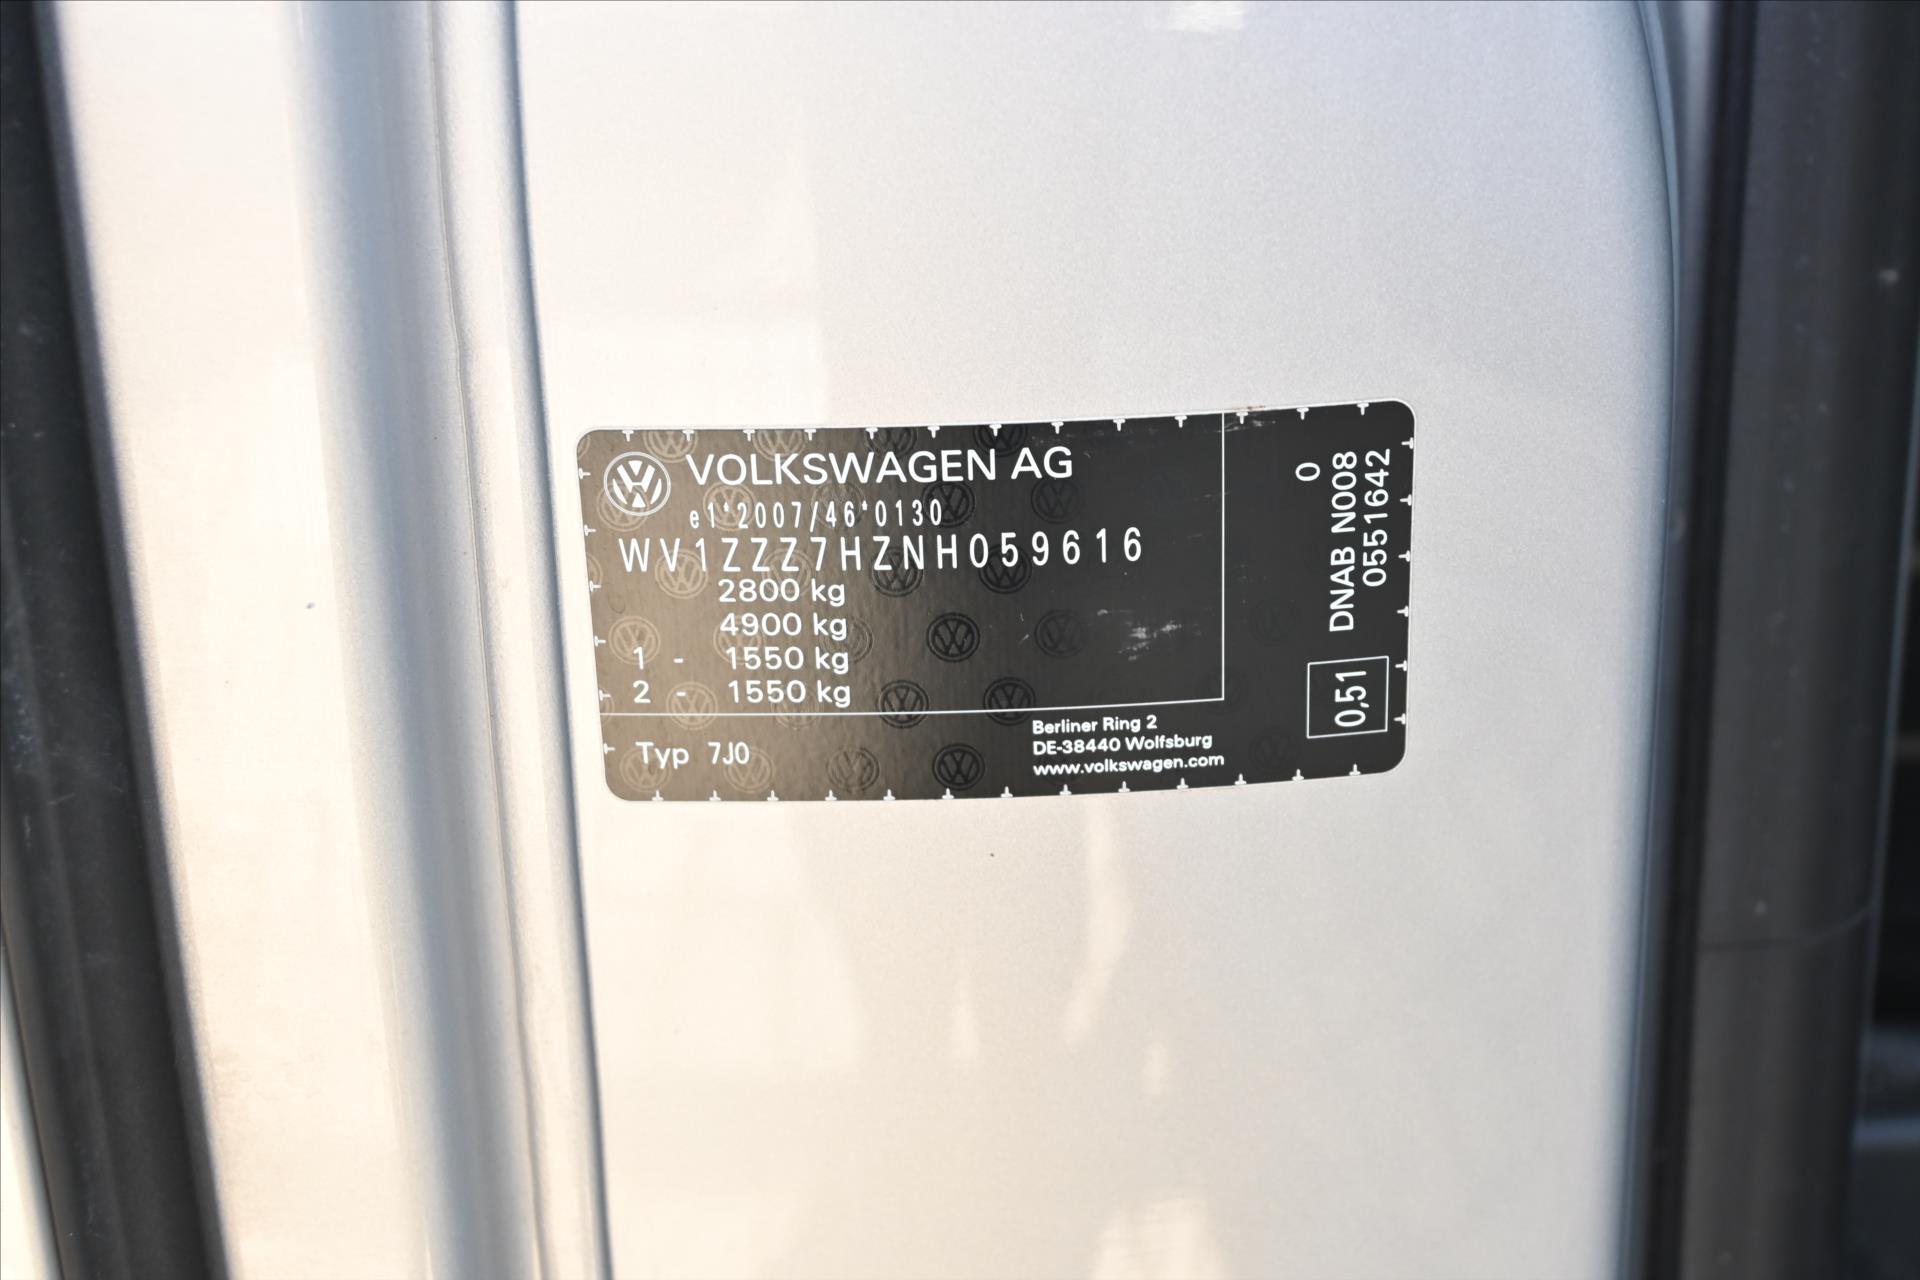 VOLKSWAGEN AG
e1*2007/46*0130
WV1ZZZ7HZNH059616
2800 kg
4900 kg
1 - 1550 kg
2 - 1550 kg
Typ 7J0
Berliner Ring 2
DE-38440 Wolfsburg
www.volkswagen.com
0
DNAB N008
0551642
0,51